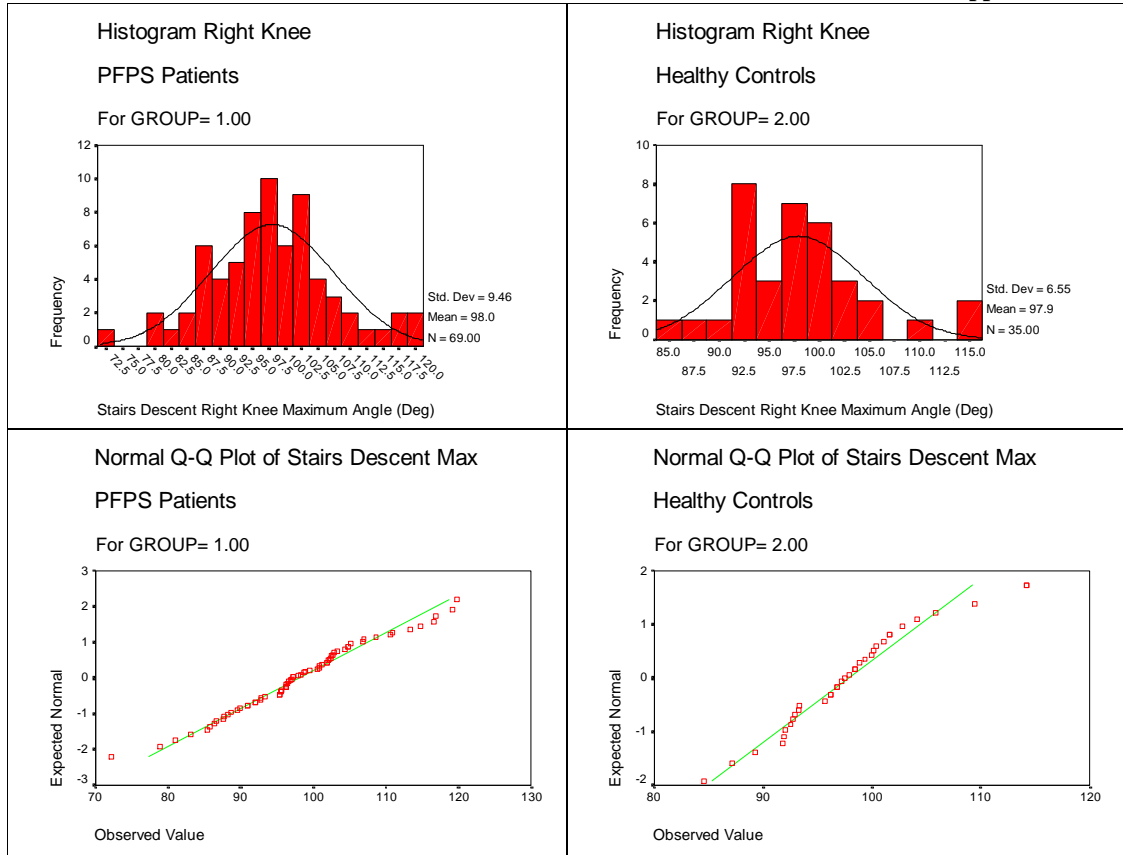 Histogram Right Knee
PFPS Patients
For GROUP= 1.00
12
10
8
6
4
2
0
Frequency
72.5
75.0
77.5
80.0
82.5
85.0
87.5
90.0
92.5
95.0
97.5
100.0
102.5
105.0
107.5
110.0
112.5
115.0
117.5
120.0
Std. Dev = 9.46
Mean = 98.0
N = 69.00
Stairs Descent Right Knee Maximum Angle (Deg)
Histogram Right Knee
Healthy Controls
For GROUP= 2.00
10
8
6
4
2
0
Frequency
85.0 90.0 95.0 100.0 105.0 110.0 115.0
87.5 92.5 97.5 102.5 107.5 112.5
Std. Dev = 6.55
Mean = 97.9
N = 35.00
Stairs Descent Right Knee Maximum Angle (Deg)
Normal Q-Q Plot of Stairs Descent Max
PFPS Patients
For GROUP= 1.00
3
2
1
0
-1
-2
-3
Expected Normal
70 80 90 100 110 120 130
Observed Value
Normal Q-Q Plot of Stairs Descent Max
Healthy Controls
For GROUP= 2.00
2
1
0
-1
-2
Expected Normal
80 90 100 110 120
Observed Value